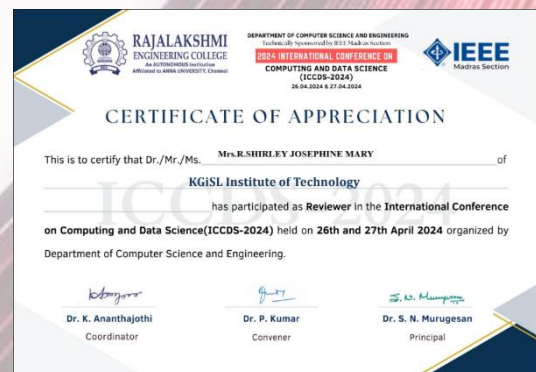 RAJALAKSHMI
ENGINEERING COLLEGE
An AUTONOMOUS Institution
Affiliated to ANNA UNIVERSITY, Chennai
DEPARTMENT OF COMPUTER SCIENCE AND ENGINEERING
Technically Sponsored by IEEE Madras Section
2024 INTERNATIONAL CONFERENCE ON
COMPUTING AND DATA SCIENCE
(ICCDS-2024)
26.04.2024 & 27.04.2024
IEEE
Madras Section
CERTIFICATE OF APPRECIATION
This is to certify that Dr./Mr./Ms. Mrs.R.SHIRLEY JOSEPHINE MARY of
KGiSL Institute of Technology
ICCDS-2024
has participated as Reviewer in the International Conference
on Computing and Data Science(ICCDS-2024) held on 26th and 27th April 2024 organized by
Department of Computer Science and Engineering.
S. N. Murugesan
Dr. K. Ananthajothi Dr. P. Kumar Dr. S. N. Murugesan
Coordinator Convener Principal